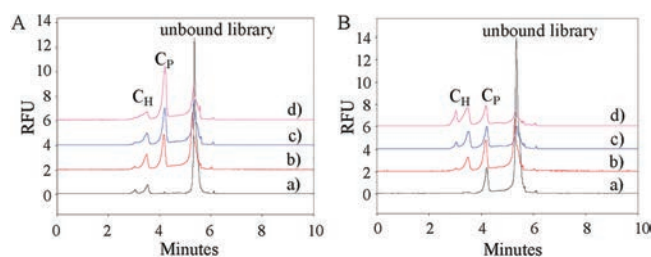 A
14
unbound library
12
10
C_P
8
C_H
6
d)
4
c)
2
b)
0
a)
RFU
0 2 4 6 8 10
Minutes
B
14
unbound library
12
10
8
C_H C_P
6
d)
4
c)
2
b)
0
a)
RFU
0 2 4 6 8 10
Minutes